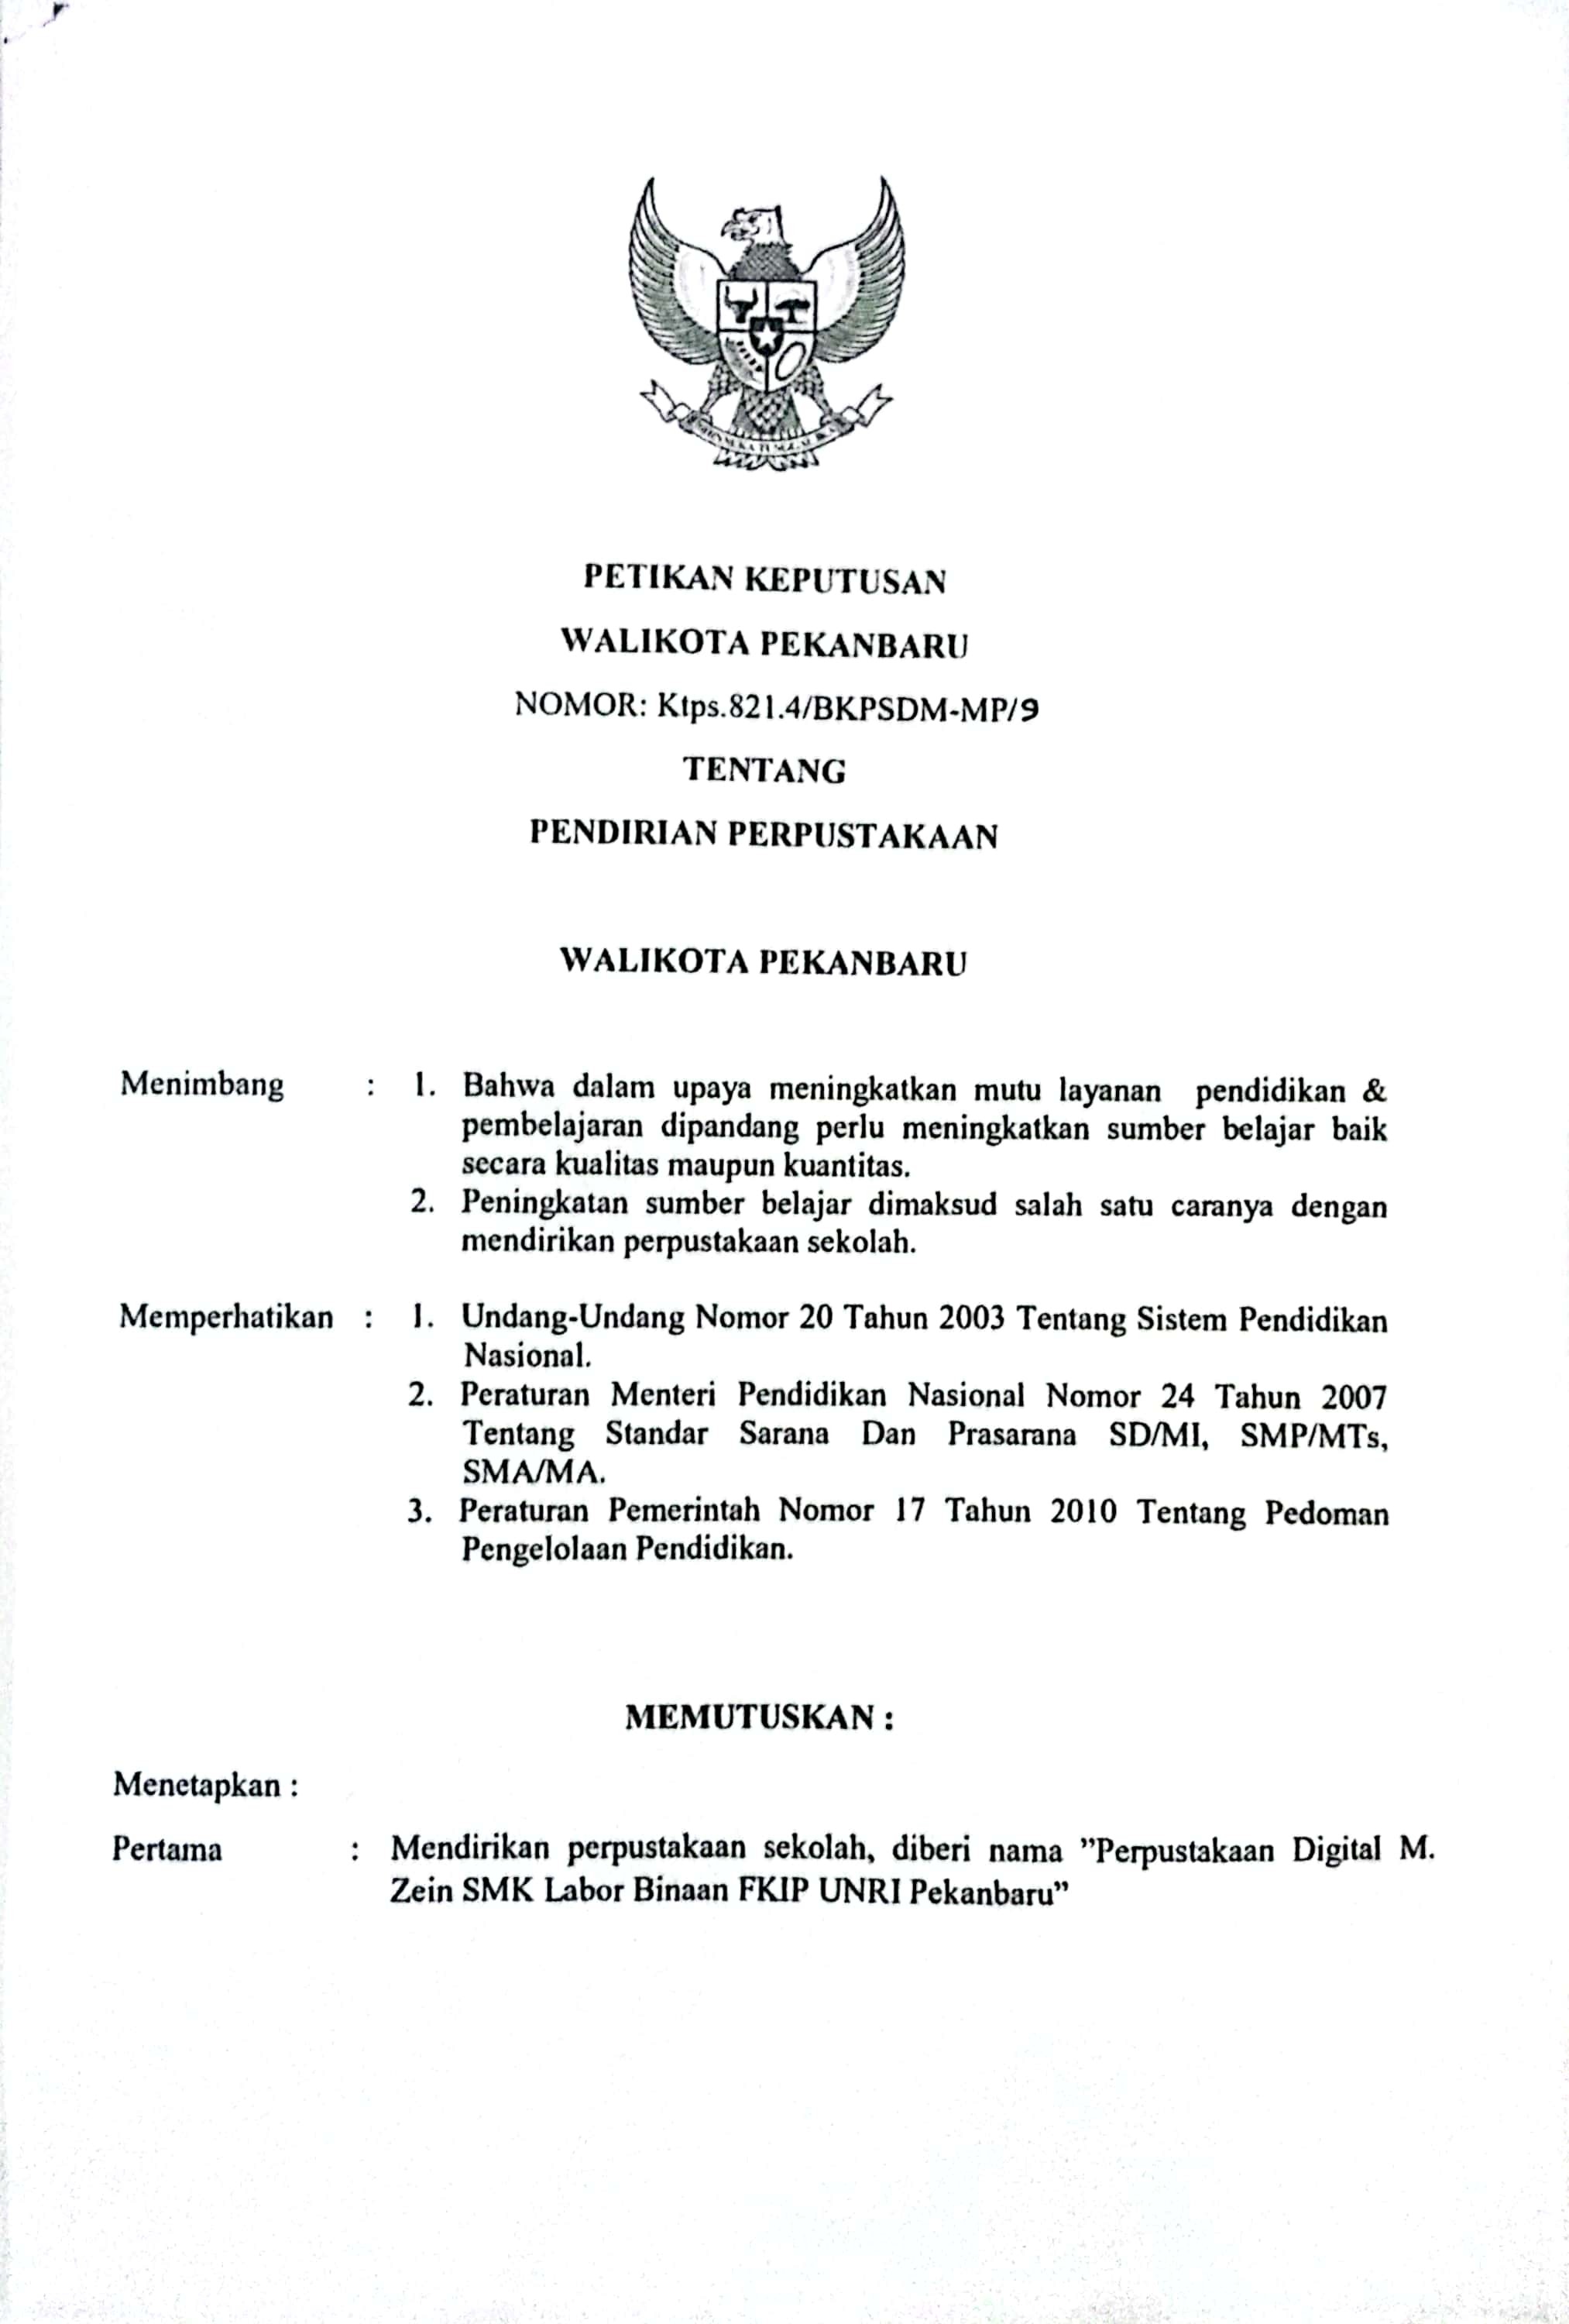 PETIKAN KEPUTUSAN
WALIKOTA PEKANBARU
NOMOR: Ktps.821.4/BKPSDM-MP/9
TENTANG
PENDIRIAN PERPUSTAKAAN
WALIKOTA PEKANBARU
Menimbang : 1. Bahwa dalam upaya meningkatkan mutu layanan pendidikan &
pembelajaran dipandang perlu meningkatkan sumber belajar baik
secara kualitas maupun kuantitas.
2. Peningkatan sumber belajar dimaksud salah satu caranya dengan
mendirikan perpustakaan sekolah.
Memperhatikan : 1. Undang-Undang Nomor 20 Tahun 2003 Tentang Sistem Pendidikan
Nasional.
2. Peraturan Menteri Pendidikan Nasional Nomor 24 Tahun 2007
Tentang Standar Sarana Dan Prasarana SD/MI, SMP/MTs,
SMA/MA.
3. Peraturan Pemerintah Nomor 17 Tahun 2010 Tentang Pedoman
Pengelolaan Pendidikan.
MEMUTUSKAN :
Menetapkan :
Pertama : Mendirikan perpustakaan sekolah, diberi nama ”Perpustakaan Digital M.
Zein SMK Labor Binaan FKIP UNRI Pekanbaru”